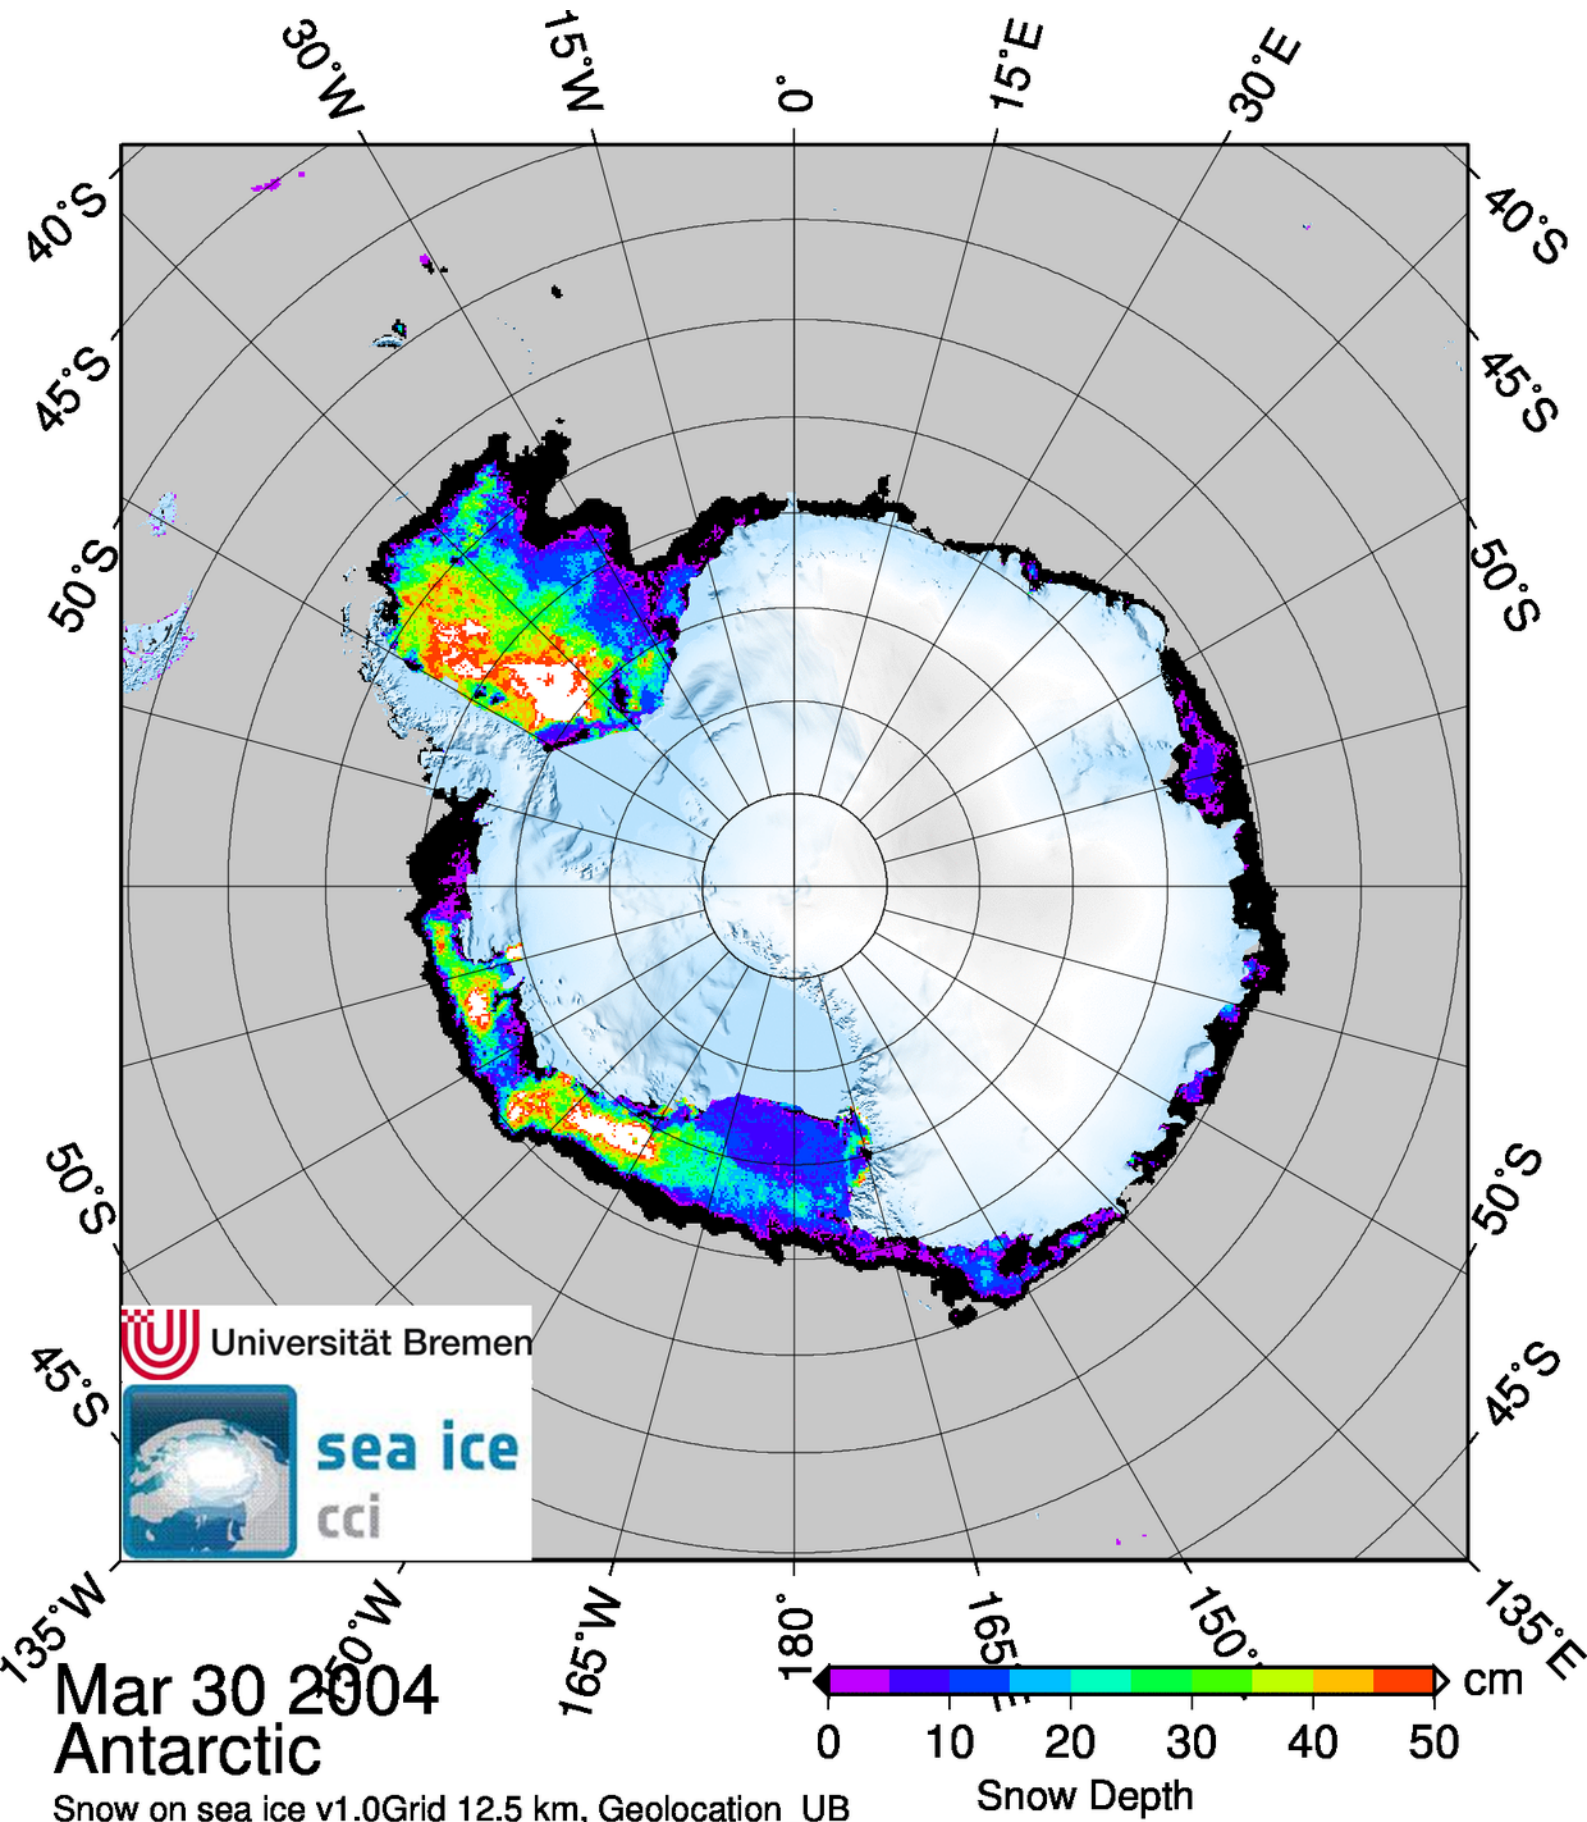 30°W 15°W 0° 15°E 30°E
40°S 40°S
45°S 45°S
50°S 50°S
50°S 50°S
45°S 45°S
Universität Bremen
sea ice
cci
135°W 165°W 180° 150° 135°E
Mar 30 2004
Antarctic
cm
0 10 20 30 40 50
Snow Depth
Snow on sea ice v1.0Grid 12.5 km, Geolocation UB